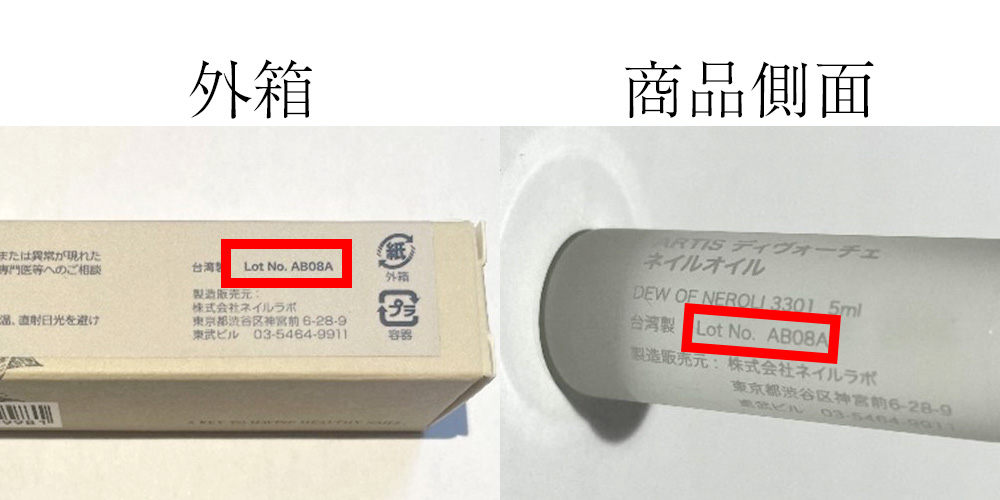 外箱
商品側面
または異常が現れた
専門医等へのご相談
温、直射日光を避け
台湾製 Lot No. AB08A
製造販売元：
株式会社ネイルラボ
東京都渋谷区神宮前 6-28-9
東武ビル 03-5464-9911
紙
外箱
プラ
容器
ARTIS ディヴォーチェ
ネイルオイル
DEW OF NEROLI 3301 5ml
台湾製 Lot No. AB08A
製造販売元： 株式会社ネイルラボ
東京都渋谷区神宮前6-28-9
東武ビル 03-5464-9911